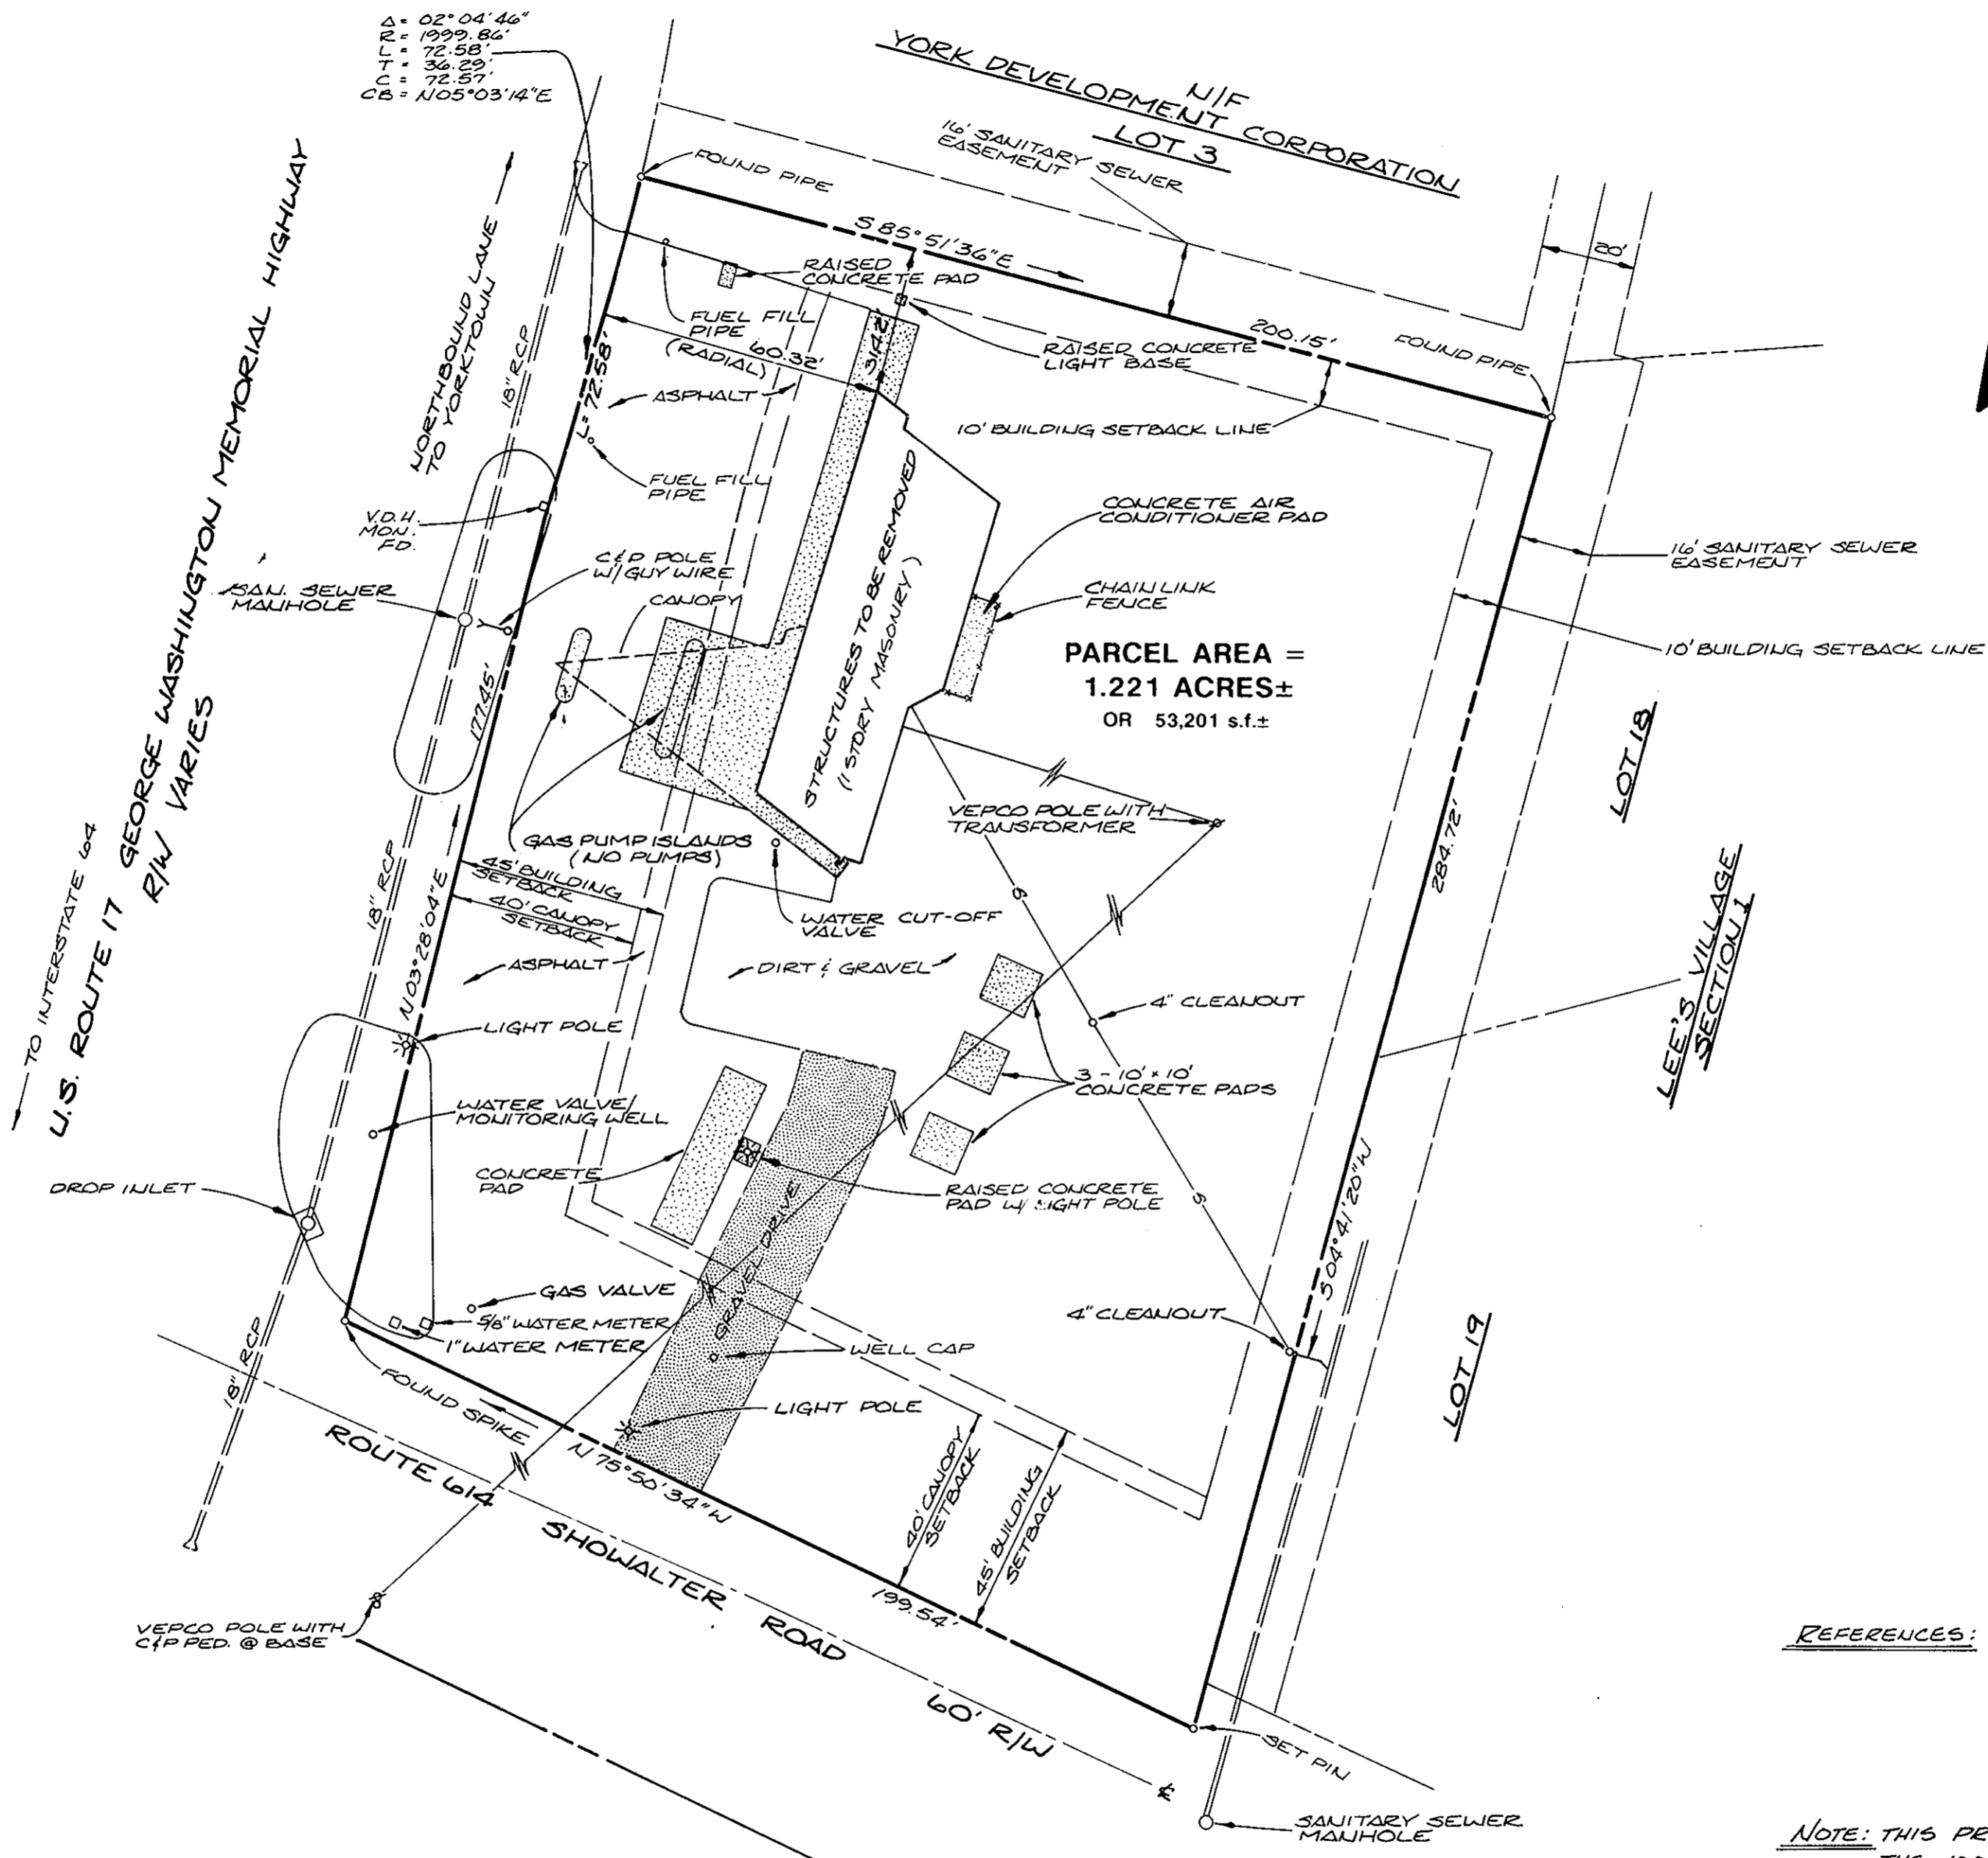 Δ = 02°04'46"
R = 1999.86'
L = 72.58'
T = 36.29'
C = 72.57'
CB = N05°03'14"E
N/F
YORK DEVELOPMENT CORPORATION
LOT 3
16' SANITARY SEWER
EASEMENT
FOUND PIPE
S 85°51'36"E
200.15'
FOUND PIPE
20'
NORTHBOUND LANE
TO YORKTOWN
18" RCP
RAISED
CONCRETE PAD
FUEL FILL
PIPE
60.32'
(RADIAL)
31.42'
RAISED CONCRETE
LIGHT BASE
L = 72.58'
ASPHALT
10' BUILDING SETBACK LINE
FUEL FILL
PIPE
V.D.H.
MON.
FD.
C&P POLE
W/ GUY WIRE
SAN. SEWER
MANHOLE
CANOPY
STRUCTURES TO BE REMOVED
(1 STORY MASONRY)
CONCRETE AIR
CONDITIONER PAD
CHAIN LINK
FENCE
16' SANITARY SEWER
EASEMENT
10' BUILDING SETBACK LINE
PARCEL AREA =
1.221 ACRES±
OR 53,201 s.f.±
177.45'
U.S. ROUTE 17 GEORGE WASHINGTON MEMORIAL HIGHWAY
R/W VARIES
TO INTERSTATE 64
18" RCP
N03°28'04"E
GAS PUMP ISLANDS
(NO PUMPS)
45' BUILDING
SETBACK
40' CANOPY
SETBACK
VEPCO POLE WITH
TRANSFORMER
WATER CUT-OFF
VALVE
LOT 18
284.72'
LEE'S VILLAGE
SECTION 1
ASPHALT
DIRT & GRAVEL
S
4" CLEANOUT
LIGHT POLE
3 - 10' x 10'
CONCRETE PADS
WATER VALVE/
MONITORING WELL
CONCRETE
PAD
RAISED CONCRETE
PAD W/ LIGHT POLE
S
S04°41'20"W
DROP INLET
GRAVEL DRIVE
GAS VALVE
5/8" WATER METER
1" WATER METER
WELL CAP
4" CLEANOUT
LOT 19
18" RCP
FOUND SPIKE
LIGHT POLE
N 75°50'34"W
199.54'
40' CANOPY
SETBACK
45' BUILDING
SETBACK
ROUTE 614
SHOWALTER ROAD
60' R/W
VEPCO POLE WITH
C&P PED. @ BASE
SET PIN
SANITARY SEWER
MANHOLE
REFERENCES:
NOTE: THIS PR